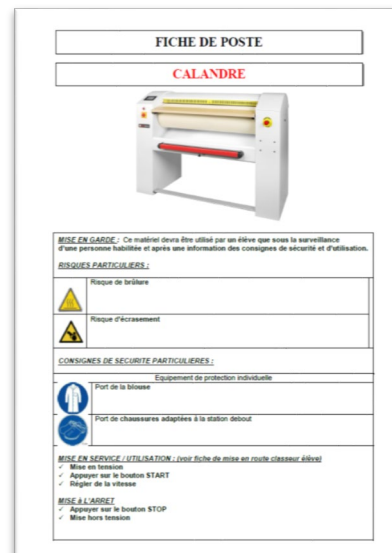 FICHE DE POSTE
CALANDRE
MISE EN GARDE : Ce matériel devra être utilisé par un élève que sous la surveillance
d'une personne habilitée et après une information des consignes de sécurité et d'utilisation.
RISQUES PARTICULIERS :
Risque de brûlure
Risque d'écrasement
CONSIGNES DE SECURITE PARTICULIERES :
Equipement de protection individuelle
Port de la blouse
Port de chaussures adaptées à la station debout
MISE EN SERVICE / UTILISATION : (voir fiche de mise en route classeur élève)
✓ Mise en tension
✓ Appuyer sur le bouton START
✓ Régler de la vitesse
MISE à L'ARRET
✓ Appuyer sur le bouton STOP
✓ Mise hors tension